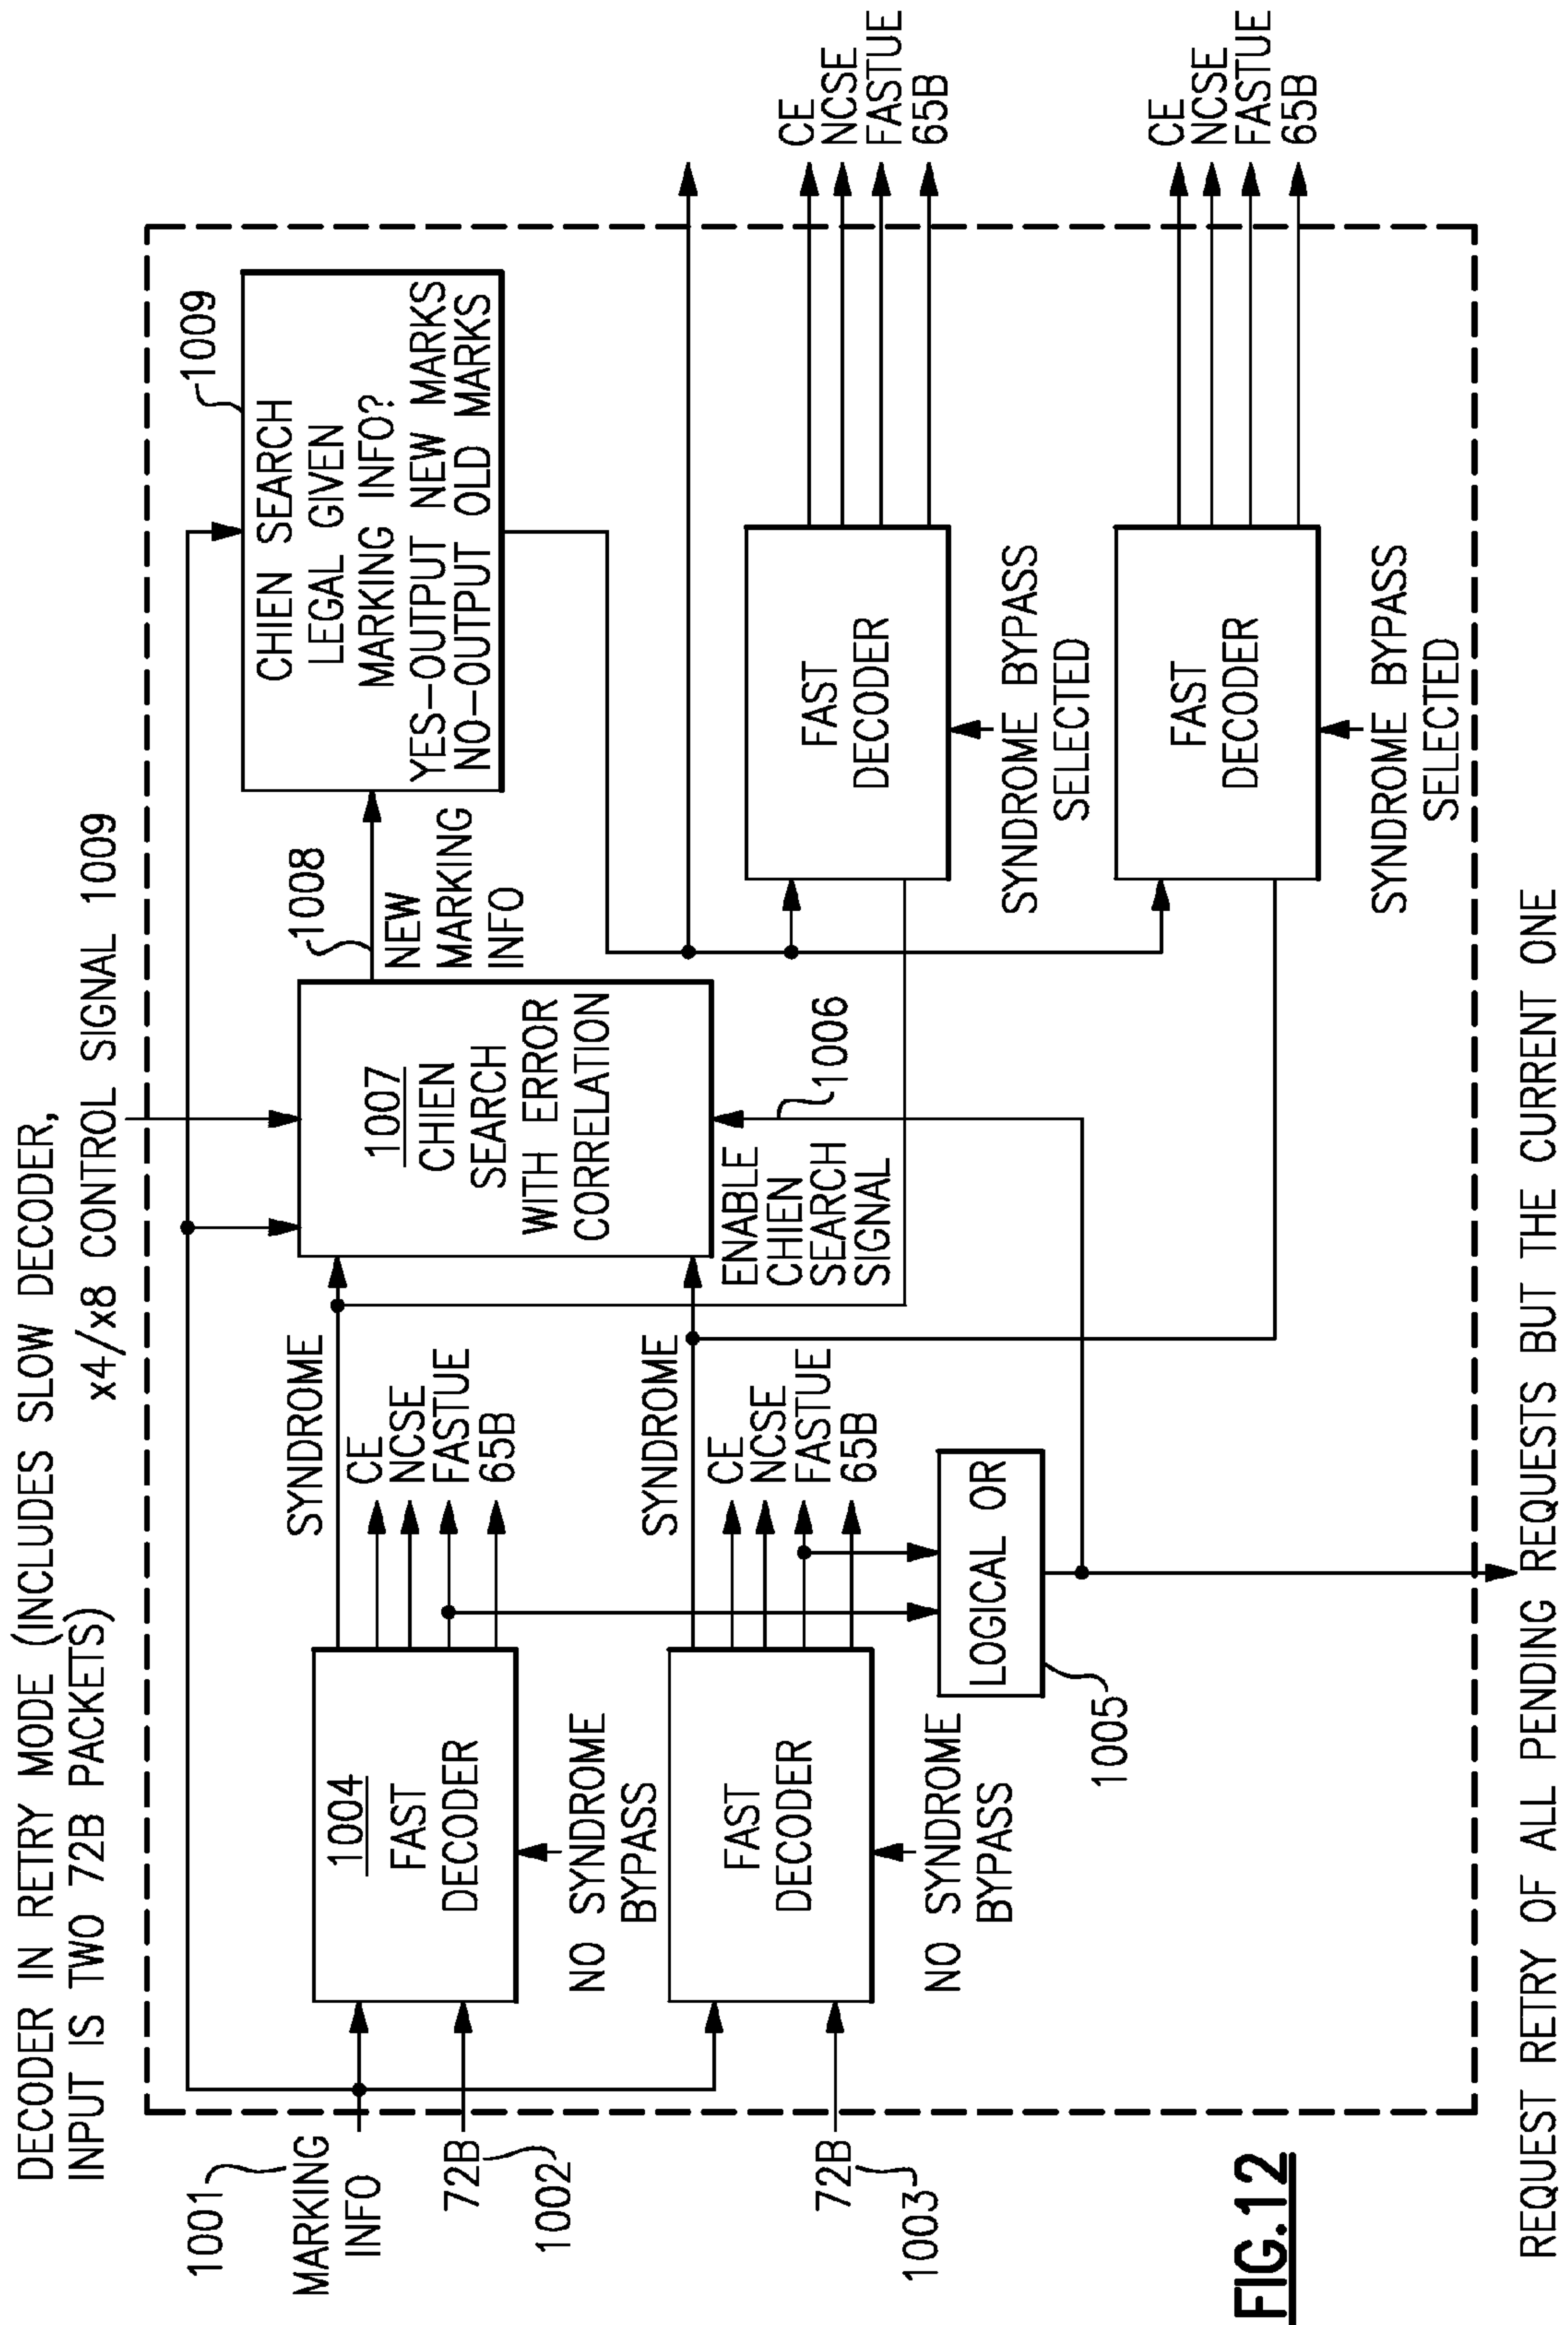 DECODER IN RETRY MODE (INCLUDES SLOW DECODER,
INPUT IS TWO 72B PACKETS)
x4/x8 CONTROL SIGNAL 1009
1001
MARKING
INFO
72B
1002
72B
1003
1004
FAST
DECODER
NO SYNDROME
BYPASS
SYNDROME
CE
NCSE
FASTUE
65B
FAST
DECODER
NO SYNDROME
BYPASS
SYNDROME
CE
NCSE
FASTUE
65B
LOGICAL OR
1005
1007
CHIEN
SEARCH
WITH ERROR
CORRELATION
ENABLE
CHIEN
SEARCH
SIGNAL
1006
1008
NEW
MARKING
INFO
1009
CHIEN SEARCH
LEGAL GIVEN
MARKING INFO?
YES-OUTPUT NEW MARKS
NO-OUTPUT OLD MARKS
FAST
DECODER
SYNDROME BYPASS
SELECTED
CE
NCSE
FASTUE
65B
FAST
DECODER
SYNDROME BYPASS
SELECTED
CE
NCSE
FASTUE
65B
REQUEST RETRY OF ALL PENDING REQUESTS BUT THE CURRENT ONE
FIG.12